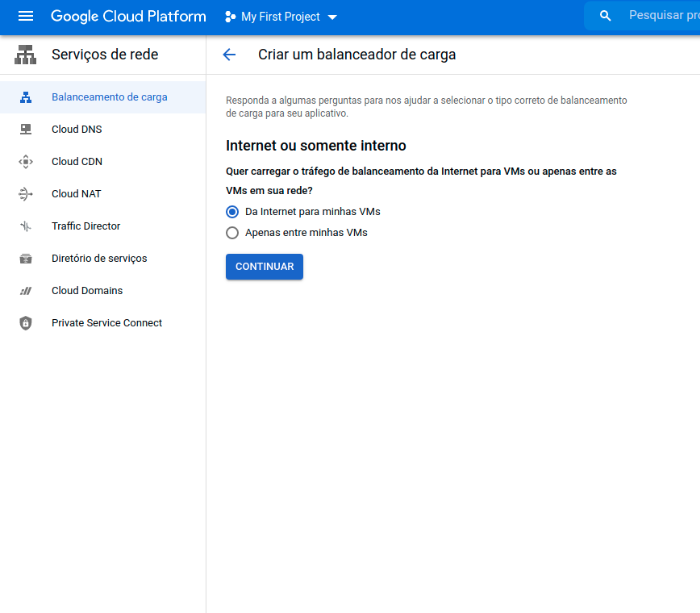 Google Cloud Platform
My First Project
Pesquisar
Serviços de rede
Criar um balanceador de carga
Balanceamento de carga
Cloud DNS
Cloud CDN
Cloud NAT
Traffic Director
Diretório de serviços
Cloud Domains
Private Service Connect
Responda a algumas perguntas para nos ajudar a selecionar o tipo correto de balanceamento
de carga para seu aplicativo.
Internet ou somente interno
Quer carregar o tráfego de balanceamento da Internet para VMs ou apenas entre as
VMs em sua rede?
Da Internet para minhas VMs
Apenas entre minhas VMs
CONTINUAR